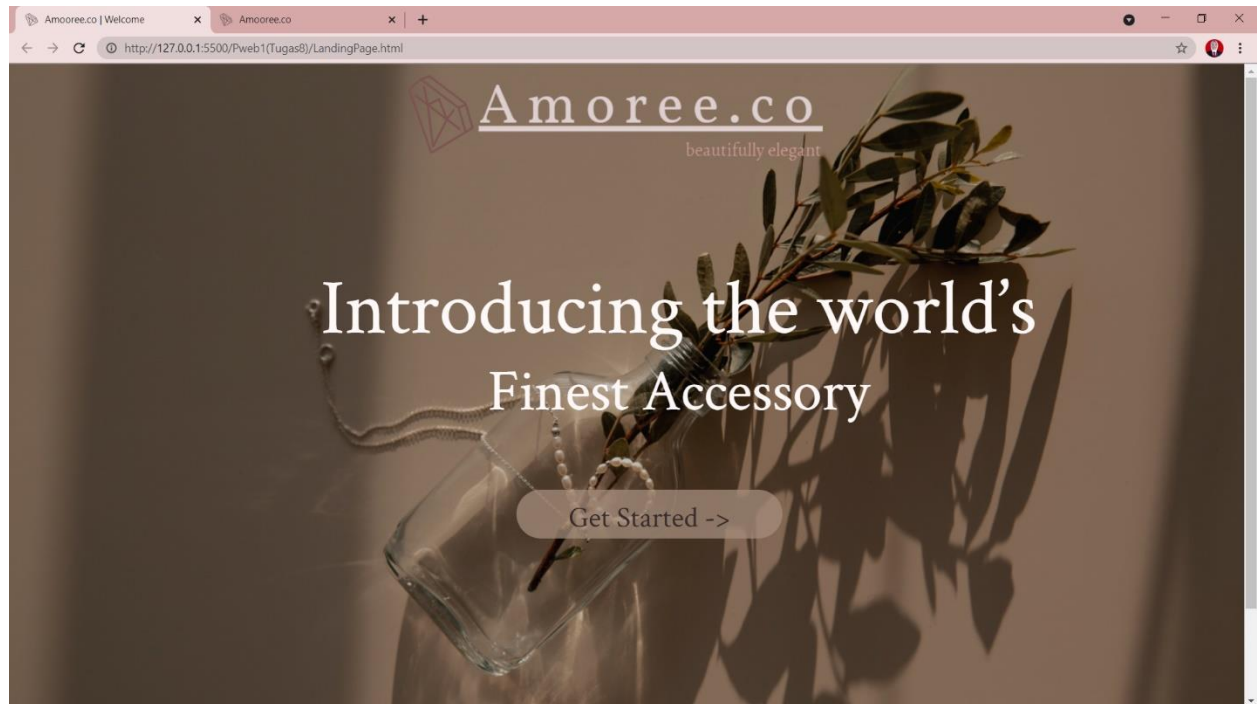 Amooree.co | Welcome
Amooree.co
http://127.0.0.1:5500/Pweb1(Tugas8)/LandingPage.html
Amoree.co
beautifully elegant
Introducing the world’s
Finest Accessory
Get Started ->